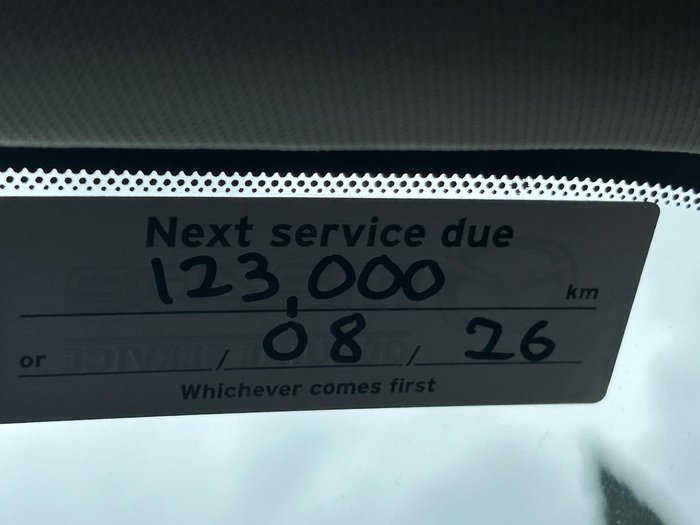 Next service due
123,000 km
or / 08 / 26
Whichever comes first